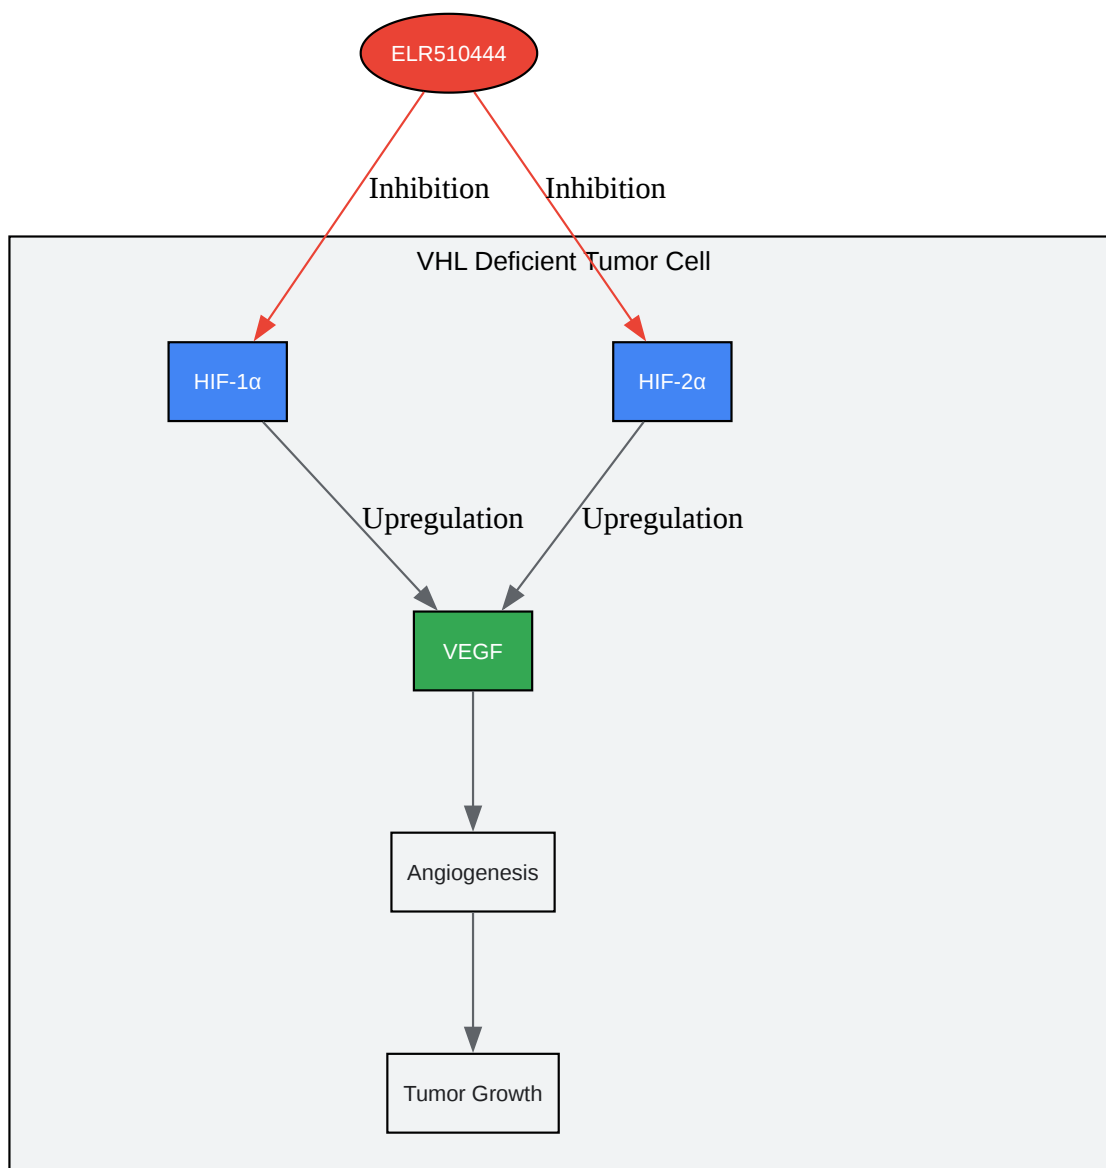 ELR510444
Inhibition
Inhibition
VHL Deficient Tumor Cell
HIF-1α
HIF-2α
Upregulation
Upregulation
VEGF
Angiogenesis
Tumor Growth